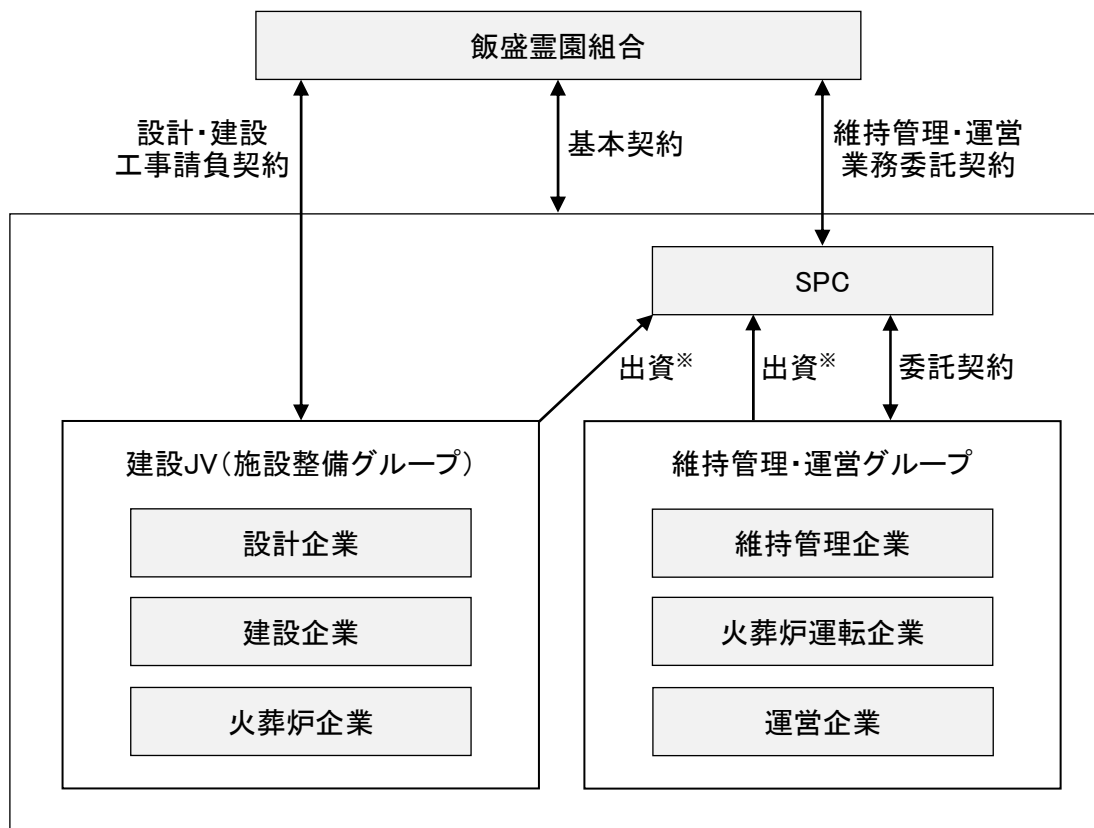 飯盛霊園組合
設計・建設
工事請負契約
基本契約
維持管理・運営
業務委託契約
SPC
出資※
出資※
委託契約
建設JV（施設整備グループ）
設計企業
建設企業
火葬炉企業
維持管理・運営グループ
維持管理企業
火葬炉運転企業
運営企業